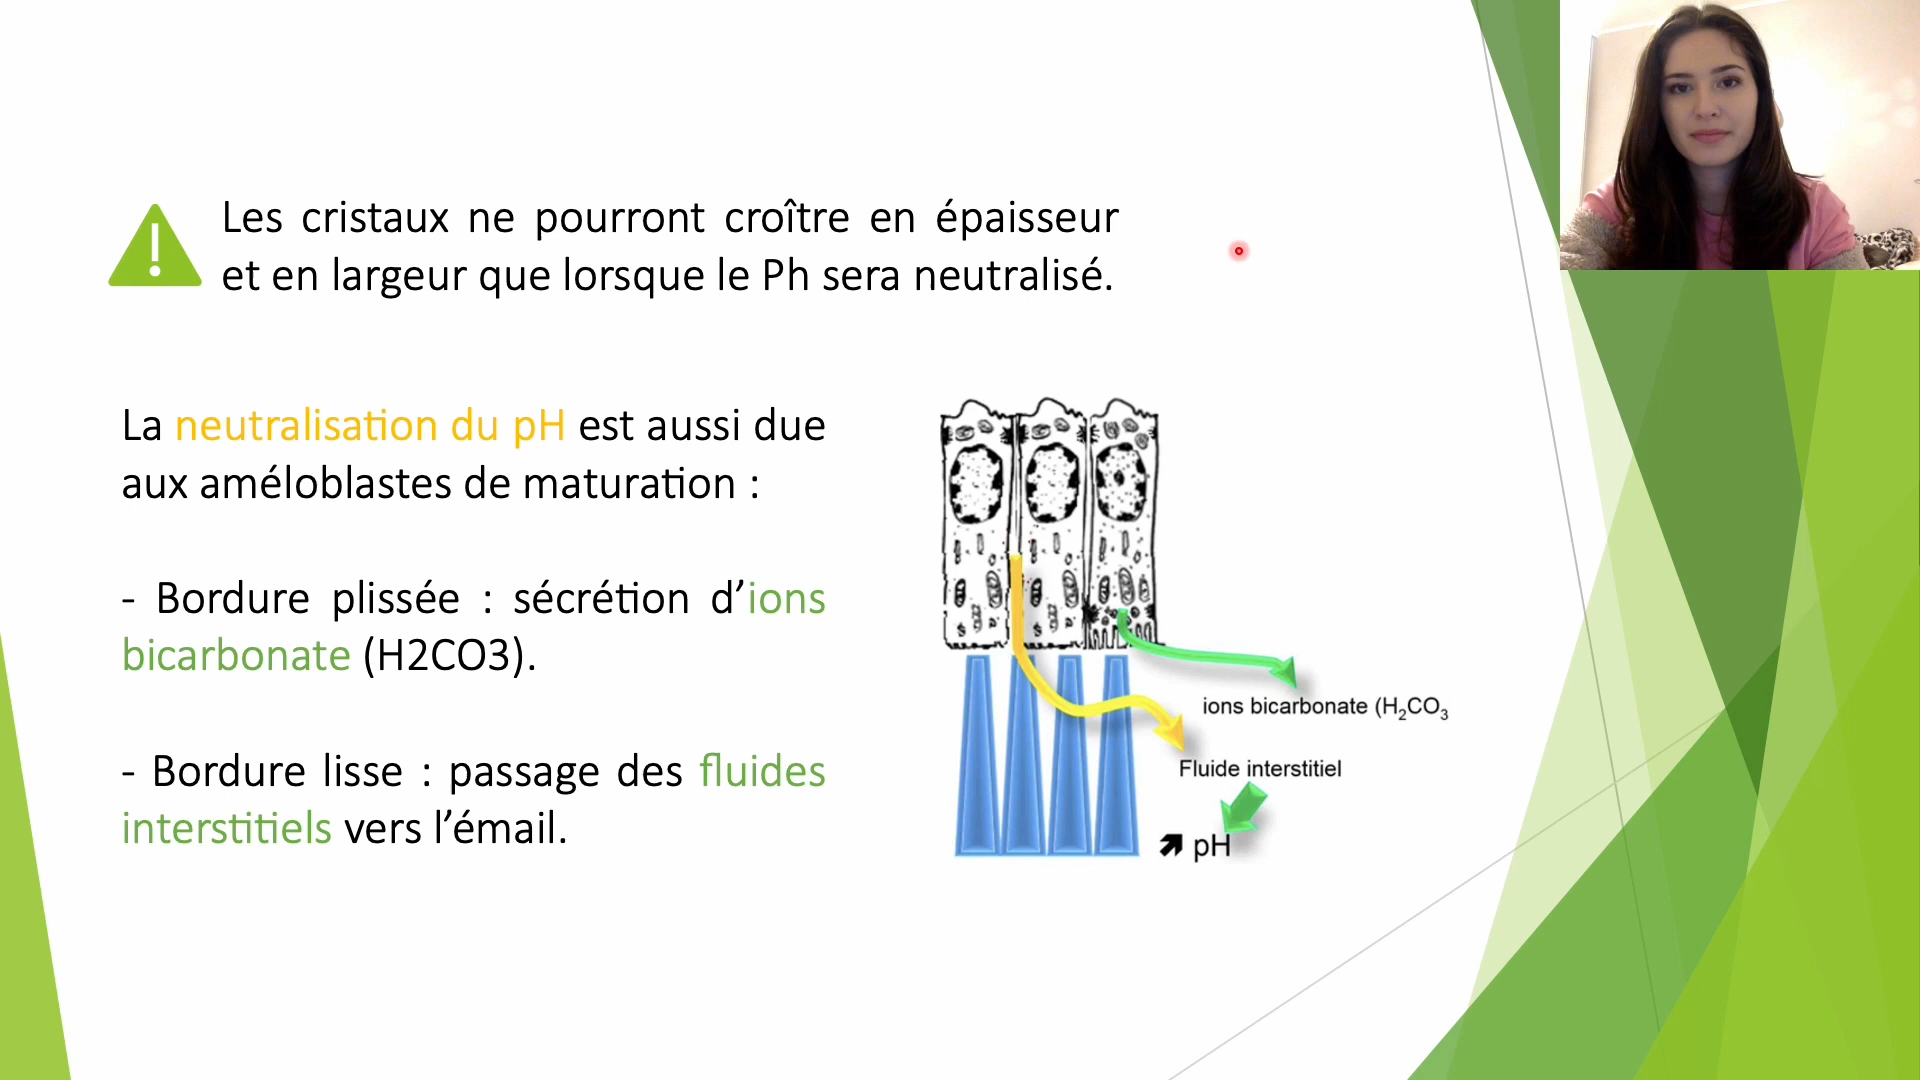 Les cristaux ne pourront croître en épaisseur
et en largeur que lorsque le Ph sera neutralisé.
La neutralisation du pH est aussi due
aux améloblastes de maturation :
- Bordure plissée : sécrétion d’ions
bicarbonate (H2CO3).
- Bordure lisse : passage des fluides
interstitiels vers l’émail.
ions bicarbonate (H₂CO₃
Fluide interstitiel
pH